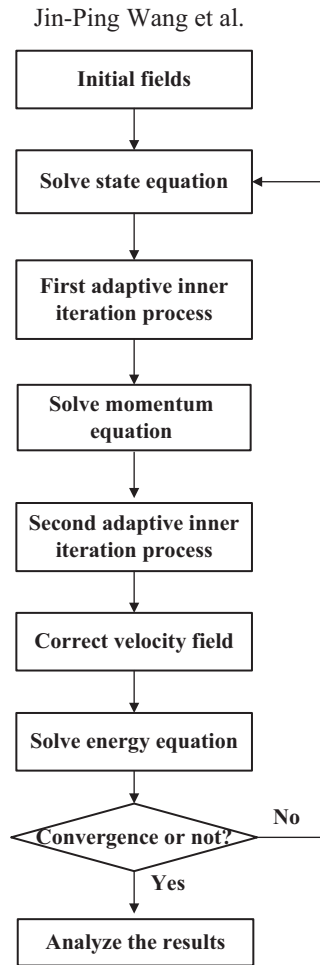 Jin-Ping Wang et al.
Initial fields
Solve state equation
First adaptive inner
iteration process
Solve momentum
equation
Second adaptive inner
iteration process
Correct velocity field
Solve energy equation
Convergence or not?
No
Yes
Analyze the results